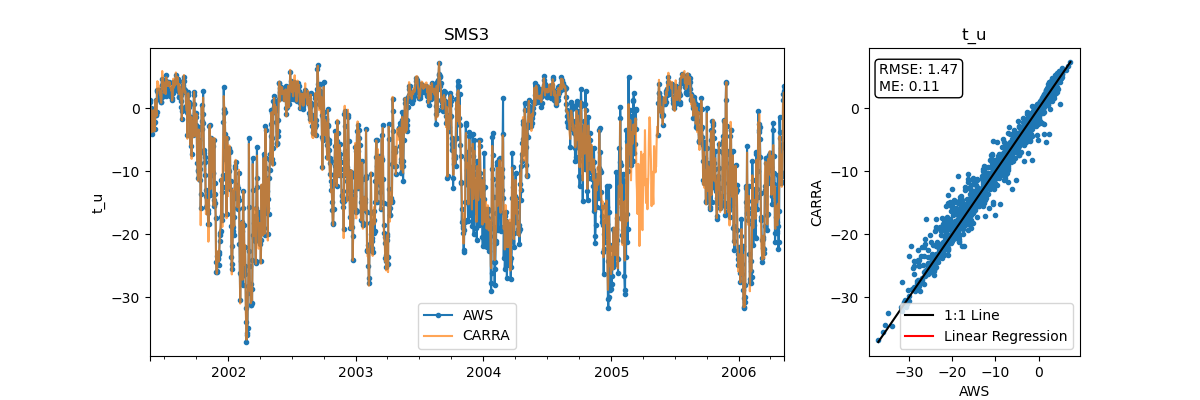 SMS3
t_u
0
−10
−20
−30
t_u
AWS
CARRA
2002
2003
2004
2005
2006
t_u
RMSE: 1.47
ME: 0.11
0
−10
−20
−30
CARRA
1:1 Line
Linear Regression
−30
−20
−10
0
AWS